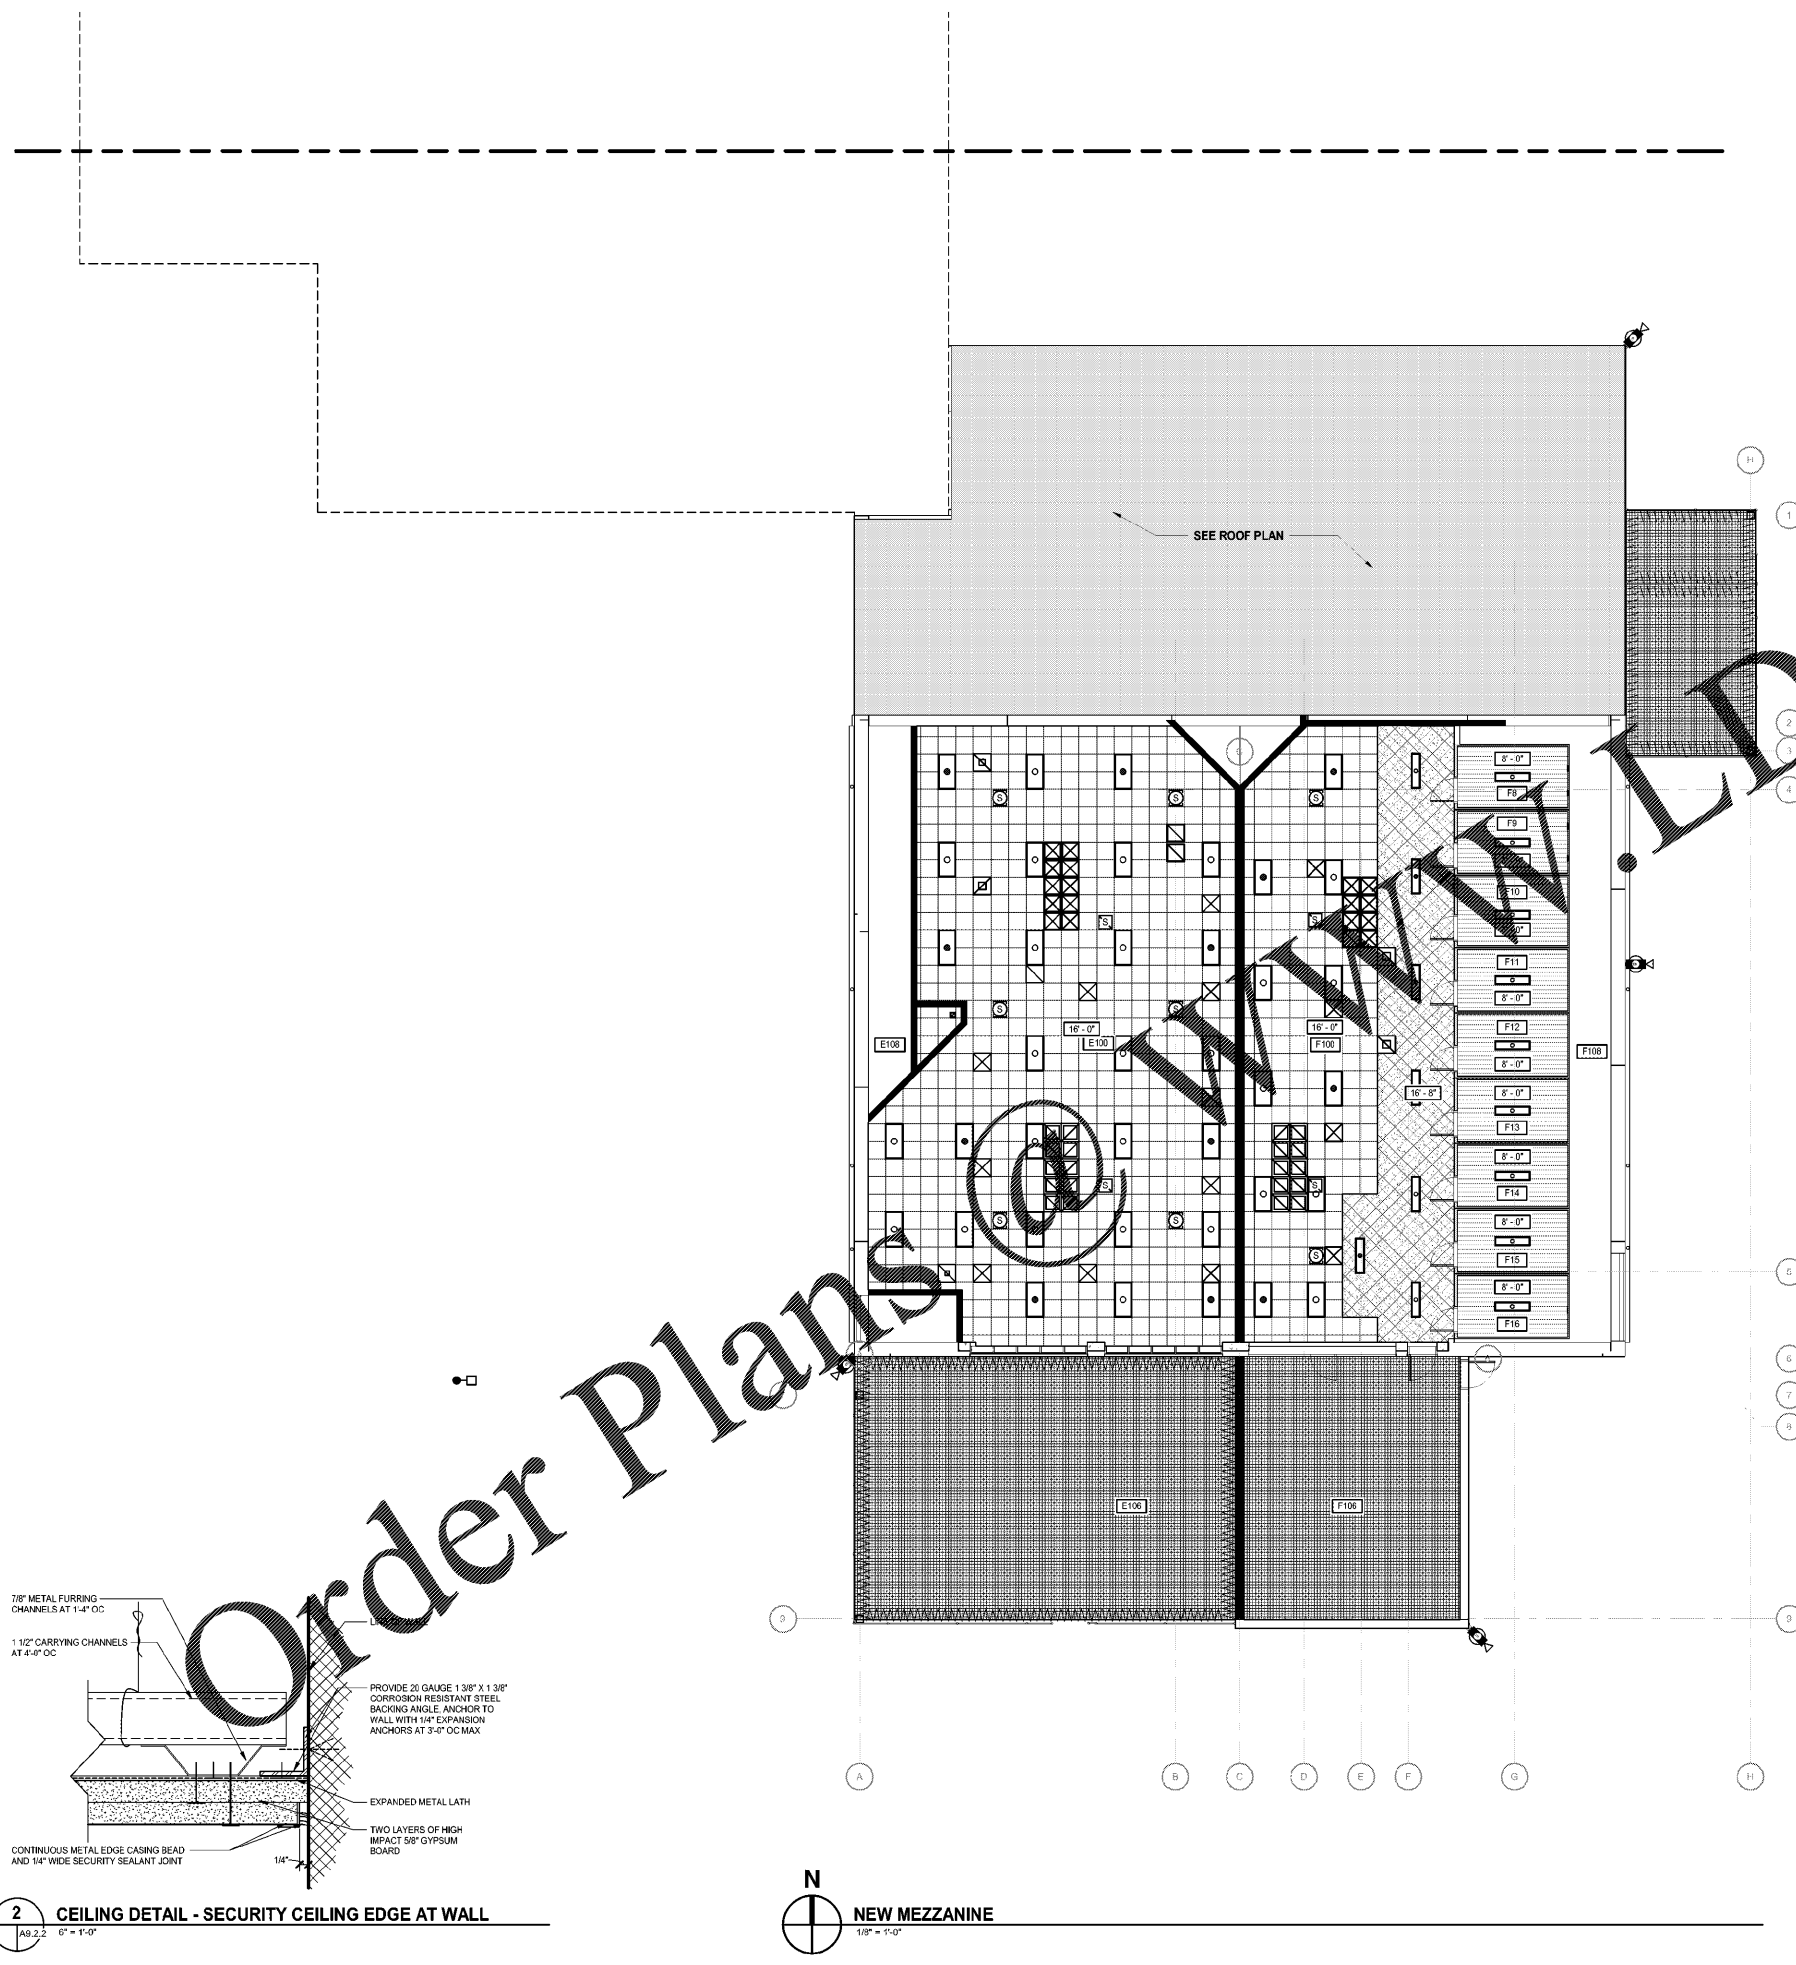 H
1
SEE ROOF PLAN
2
3
C
4
8' - 0"
F8
S
S
S
F9
F10
S
S
F11
S
S
8' - 0"
16' - 0"
16' - 0"
F12
E108
E100
F100
F108
8' - 0"
16' - 8"
8' - 0"
F13
8' - 0"
S
S
F14
S
S
8' - 0"
S
F15
5
8' - 0"
F16
A
6
7
8
E106
F106
9
9
7/8" METAL FURRING
CHANNELS AT 1'-4" OC
1 1/2" CARRYING CHANNELS
AT 4'-0" OC
PROVIDE 20 GAUGE 1 3/8" X 1 3/8"
CORROSION RESISTANT STEEL
BACKING ANGLE, ANCHOR TO
WALL WITH 1/4" EXPANSION
ANCHORS AT 3'-0" OC MAX
A
B
C
D
E
F
G
H
EXPANDED METAL LATH
TWO LAYERS OF HIGH
IMPACT 5/8" GYPSUM
BOARD
CONTINUOUS METAL EDGE CASING BEAD
AND 1/4" WIDE SECURITY SEALANT JOINT
1/4"
N
2
CEILING DETAIL - SECURITY CEILING EDGE AT WALL
A9.2.2
6" = 1'-0"
NEW MEZZANINE
1/8" = 1'-0"
Order Plans @ WWW.LD